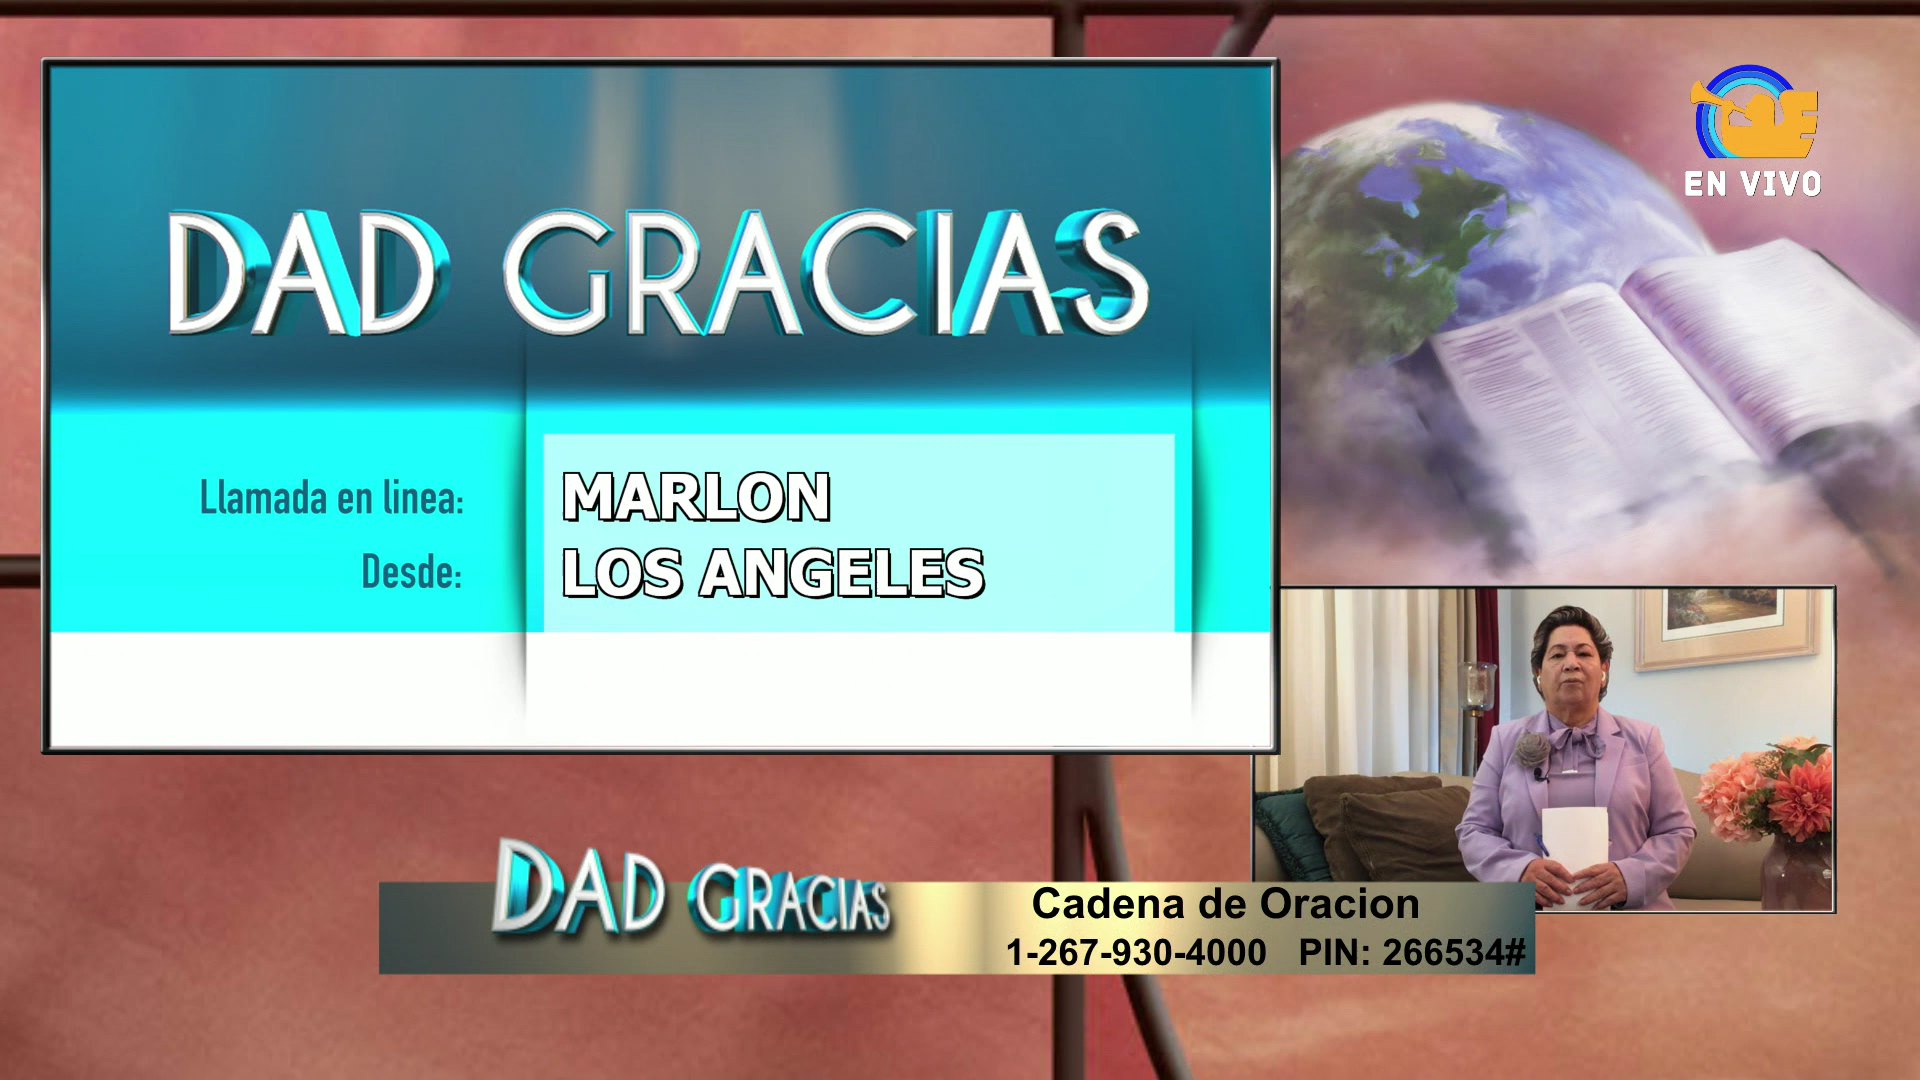 DAD GRACIAS
Llamada en linea: MARLON
Desde: LOS ANGELES
EN VIVO
DAD GRACIAS
Cadena de Oracion
1-267-930-4000 PIN: 266534#